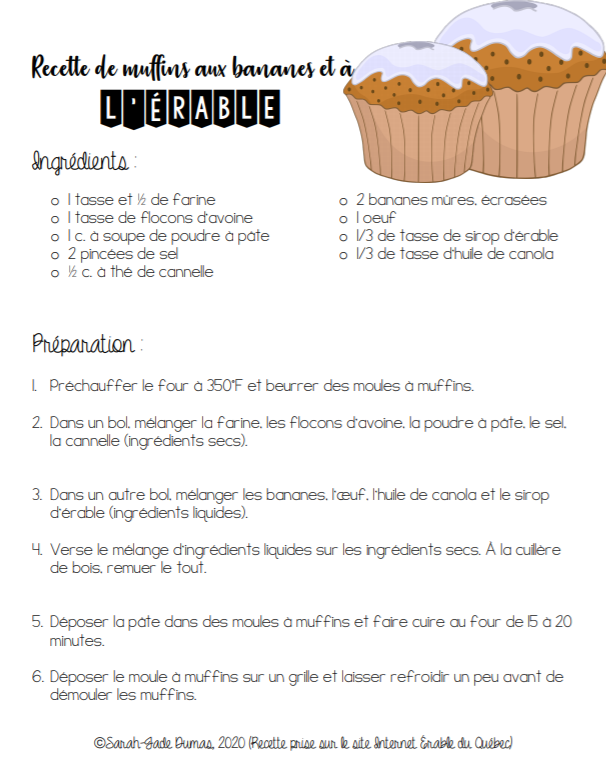 Recette de muffins aux bananes et à
L'ÉRABLE
Ingrédients :
o 1 tasse et ½ de farine
o 1 tasse de flocons d'avoine
o 1 c. à soupe de poudre à pâte
o 2 pincées de sel
o ½ c. à thé de cannelle
o 2 bananes mûres, écrasées
o 1 oeuf
o 1/3 de tasse de sirop d'érable
o 1/3 de tasse d'huile de canola
Préparation :
1. Préchauffer le four à 350°F et beurrer des moules à muffins.
2. Dans un bol, mélanger la farine, les flocons d'avoine, la poudre à pâte, le sel,
la cannelle (ingrédients secs).
3. Dans un autre bol, mélanger les bananes, l'œuf, l'huile de canola et le sirop
d'érable (ingrédients liquides).
4. Verse le mélange d'ingrédients liquides sur les ingrédients secs. À la cuillère
de bois, remuer le tout.
5. Déposer la pâte dans des moules à muffins et faire cuire au four de 15 à 20
minutes.
6. Déposer le moule à muffins sur un grille et laisser refroidir un peu avant de
démouler les muffins.
©Sarah-Jade Dumas, 2020 (Recette prise sur le site Internet Érable du Québec)